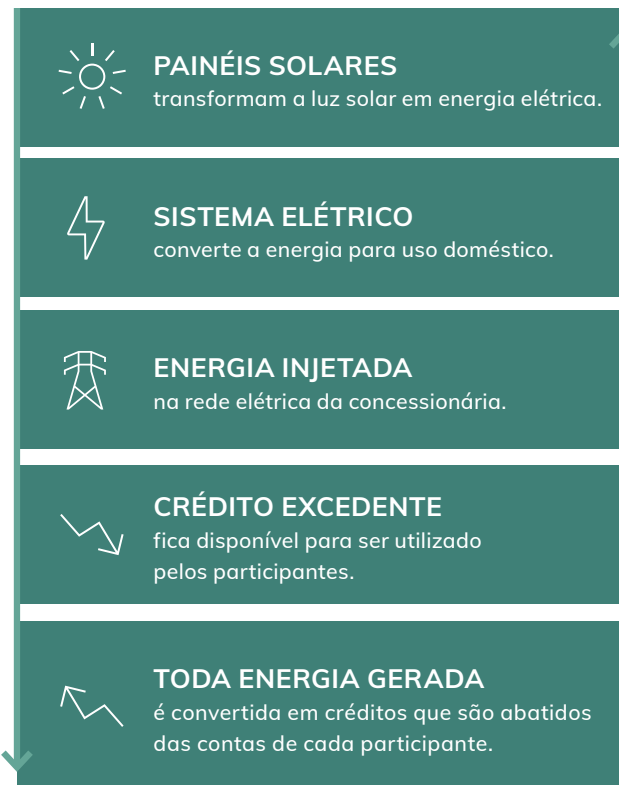 PAINÉIS SOLARES
transformam a luz solar em energia elétrica.
SISTEMA ELÉTRICO
converte a energia para uso doméstico.
ENERGIA INJETADA
na rede elétrica da concessionária.
CRÉDITO EXCEDENTE
fica disponível para ser utilizado
pelos participantes.
TODA ENERGIA GERADA
é convertida em créditos que são abatidos
das contas de cada participante.